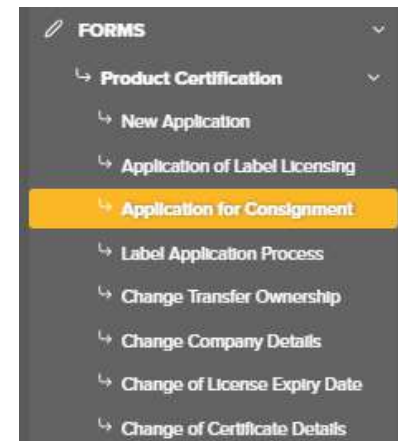 FORMS
Product Certification
New Application
Application of Label Licensing
Application for Consignment
Label Application Process
Change Transfer Ownership
Change Company Details
Change of License Expiry Date
Change of Certificate Details